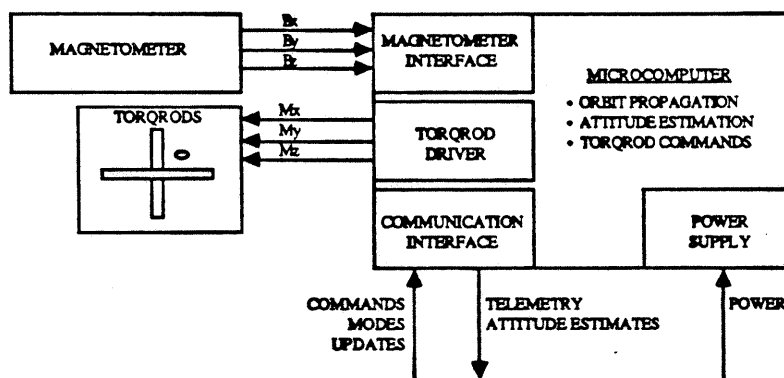 Bx
By
Bz
MAGNETOMETER
MAGNETOMETER
INTERFACE
MICROCOMPUTER
• ORBIT PROPAGATION
• ATTITUDE ESTIMATION
• TORQROD COMMANDS
TORQRODS
Mx
My
Mz
TORQROD
DRIVER
COMMUNICATION
INTERFACE
POWER
SUPPLY
COMMANDS
MODES
UPDATES
TELEMETRY
ATTITUDE ESTIMATES
POWER